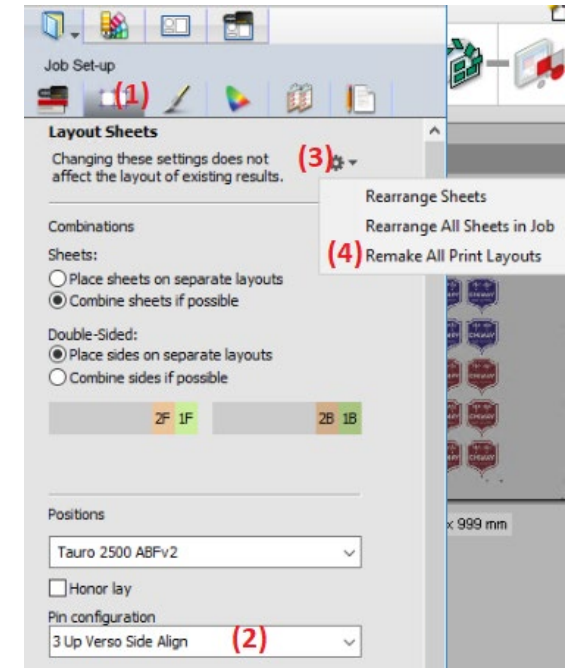 Job Set-up
(1)
Layout Sheets
Changing these settings does not
affect the layout of existing results.
(3)
Rearrange Sheets
Rearrange All Sheets in Job
(4) Remake All Print Layouts
Combinations
Sheets:
Place sheets on separate layouts
Combine sheets if possible
Double-Sided:
Place sides on separate layouts
Combine sides if possible
2F 1F 2B 1B
Positions
x 999 mm
Tauro 2500 ABFv2
Honor lay
Pin configuration
3 Up Verso Side Align (2)